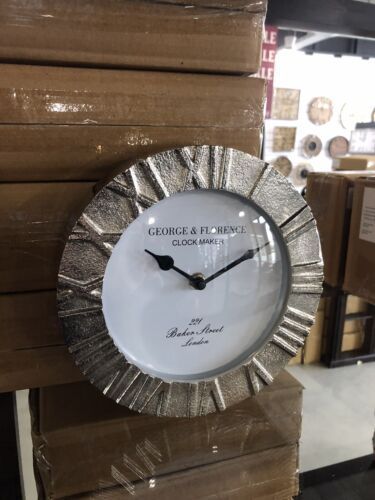 GEORGE & FLORENCE
CLOCK MAKER
221
Baker Street
London